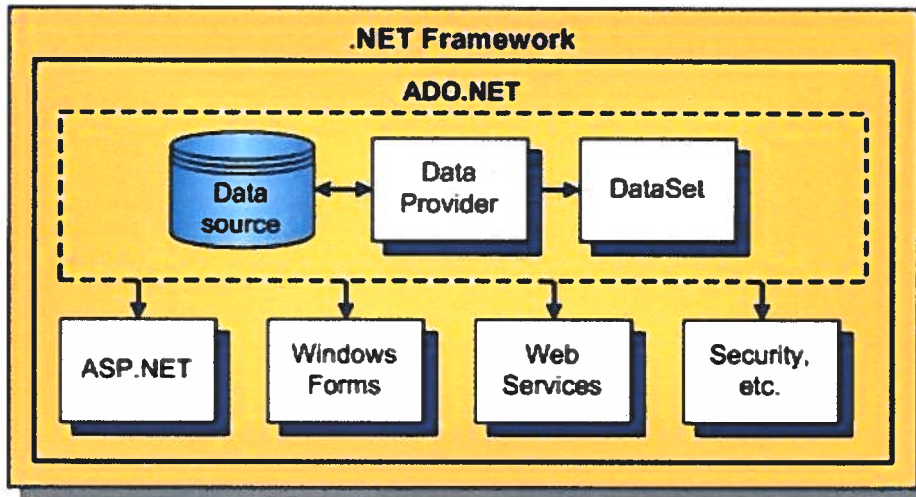 .NET Framework
ADO.NET
Data
source
Data
Provider
DataSet
ASP.NET
Windows
Forms
Web
Services
Security,
etc.